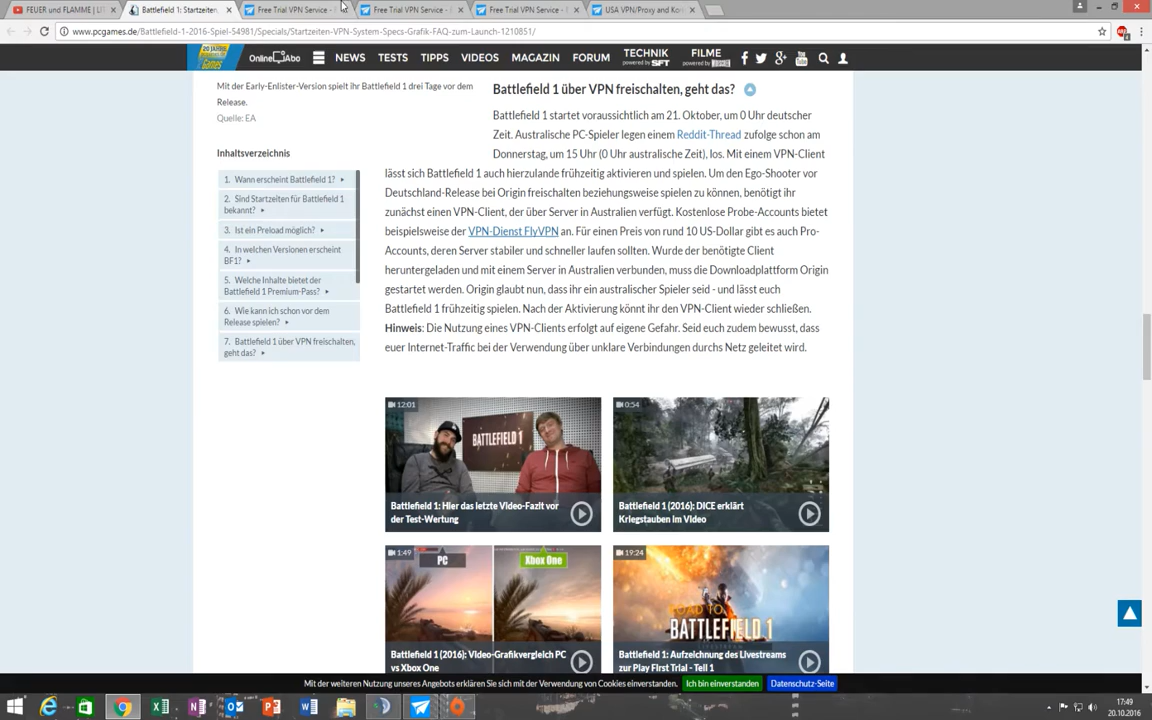 FEUER und FLAMME | LE
Battlefield 1: Startzeiten,
Free Trial VPN Service -
Free Trial VPN Service -
Free Trial VPN Service -
USA VPN/Proxy and Kor
www.pcgames.de/Battlefield-1-2016-Spiel-54981/Specials/Startzeiten-VPN-System-Specs-Grafik-FAQ-zum-Launch-1210851/
20 JAHRE
Games
OnlineAbo
NEWS
TESTS
TIPPS
VIDEOS
MAGAZIN
FORUM
TECHNIK
powered by SFT
FILME
powered by
Mit der Early-Enlister-Version spielt ihr Battlefield 1 drei Tage vor dem
Release.
Quelle: EA
Inhaltsverzeichnis
1. Wann erscheint Battlefield 1?
2. Sind Startzeiten für Battlefield 1
bekannt?
3. Ist ein Preload möglich?
4. In welchen Versionen erscheint
BF1?
5. Welche Inhalte bietet der
Battlefield 1 Premium-Pass?
6. Wie kann ich schon vor dem
Release spielen?
7. Battlefield 1 über VPN freischalten,
geht das?
Battlefield 1 über VPN freischalten, geht das?
Battlefield 1 startet voraussichtlich am 21. Oktober, um 0 Uhr deutscher
Zeit. Australische PC-Spieler legen einem Reddit-Thread zufolge schon am
Donnerstag, um 15 Uhr (0 Uhr australische Zeit), los. Mit einem VPN-Client
lässt sich Battlefield 1 auch hierzulande frühzeitig aktivieren und spielen. Um den Ego-Shooter vor
Deutschland-Release bei Origin freischalten beziehungsweise spielen zu können, benötigt ihr
zunächst einen VPN-Client, der über Server in Australien verfügt. Kostenlose Probe-Accounts bietet
beispielsweise der VPN-Dienst FlyVPN an. Für einen Preis von rund 10 US-Dollar gibt es auch Pro-
Accounts, deren Server stabiler und schneller laufen sollten. Wurde der benötigte Client
heruntergeladen und mit einem Server in Australien verbunden, muss die Downloadplattform Origin
gestartet werden. Origin glaubt nun, dass ihr ein australischer Spieler seid - und lässt euch
Battlefield 1 frühzeitig spielen. Nach der Aktivierung könnt ihr den VPN-Client wieder schließen.
Hinweis: Die Nutzung eines VPN-Clients erfolgt auf eigene Gefahr. Seid euch zudem bewusst, dass
euer Internet-Traffic bei der Verwendung über unklare Verbindungen durchs Netz geleitet wird.
12:01
BATTLEFIELD 1
Battlefield 1: Hier das letzte Video-Fazit vor
der Test-Wertung
0:54
Battlefield 1 (2016): DICE erklärt
Kriegstauben im Video
1:49
PC
Xbox One
Battlefield 1 (2016): Video-Grafikvergleich PC
vs Xbox One
19:24
ROAD TO
BATTLEFIELD 1
LIVESTREAM
Battlefield 1: Aufzeichnung des Livestreams
zur Play First Trial - Teil 1
Mit der weiteren Nutzung unseres Angebots erklären Sie sich mit der Verwendung von Cookies einverstanden.
Ich bin einverstanden
Datenschutz-Seite
17:49
20.10.2016